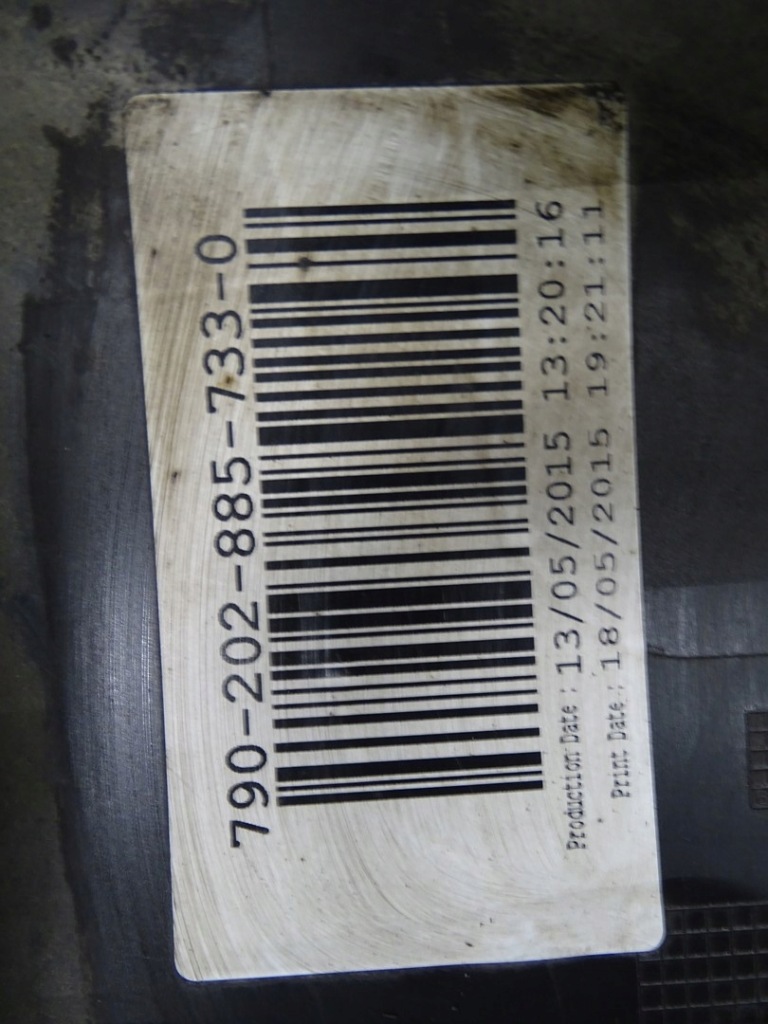 790-202-885-733-0
Production Date : 13/05/2015 13:20:16
Print Date : 18/05/2015 19:21:11